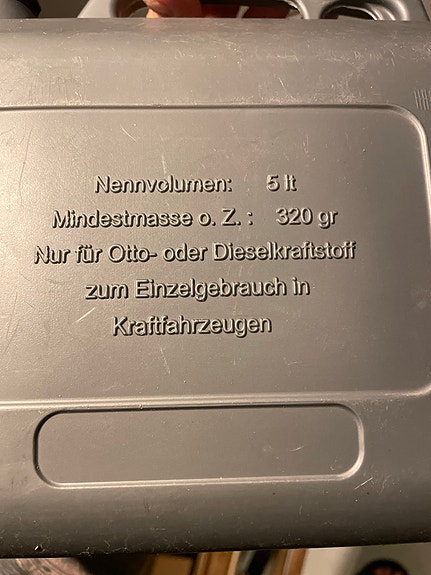 Nennvolumen: 5 lt
Mindestmasse o. Z. : 320 gr
Nur für Otto- oder Dieselkraftstoff
zum Einzelgebrauch in
Kraftfahrzeugen